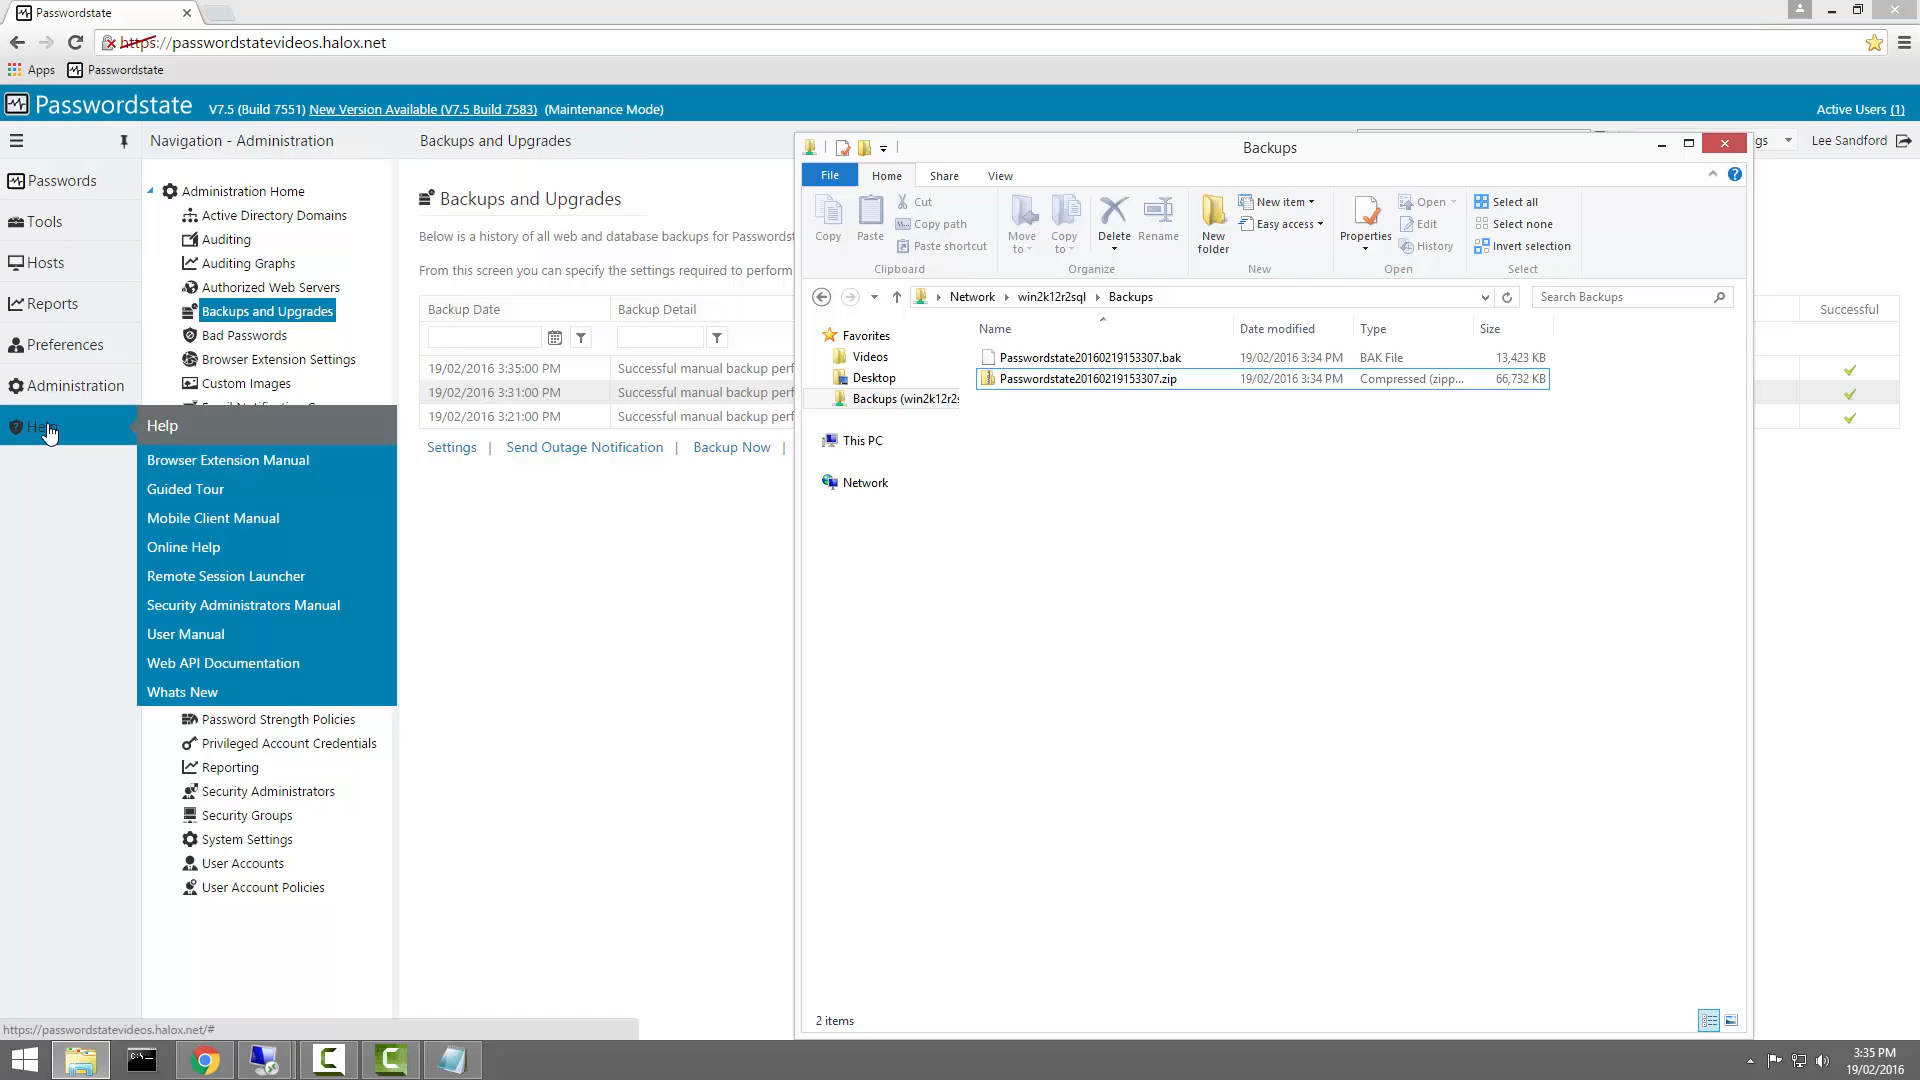 Passwordstate
https://passwordstatevideos.halox.net
Apps
Passwordstate
Passwordstate
V7.5 (Build 7551) New Version Available (V7.5 Build 7583) (Maintenance Mode)
Active Users (1)
Navigation - Administration
Backups and Upgrades
gs
Lee Sandford
Passwords
Tools
Hosts
Reports
Preferences
Administration
Help
Browser Extension Manual
Guided Tour
Mobile Client Manual
Online Help
Remote Session Launcher
Security Administrators Manual
User Manual
Web API Documentation
Whats New
Administration Home
Active Directory Domains
Auditing
Auditing Graphs
Authorized Web Servers
Backups and Upgrades
Bad Passwords
Browser Extension Settings
Custom Images
Password Strength Policies
Privileged Account Credentials
Reporting
Security Administrators
Security Groups
System Settings
User Accounts
User Account Policies
Backups and Upgrades
Below is a history of all web and database backups for Passwordst
From this screen you can specify the settings required to perform
Backup Date
Backup Detail
Successful
19/02/2016 3:35:00 PM
Successful manual backup perf
19/02/2016 3:31:00 PM
Successful manual backup perf
19/02/2016 3:21:00 PM
Successful manual backup perf
Settings | Send Outage Notification | Backup Now |
Backups
File
Home
Share
View
Copy
Paste
Cut
Copy path
Paste shortcut
Clipboard
Move to
Copy to
Delete
Rename
Organize
New folder
New item
Easy access
New
Properties
Open
Edit
History
Open
Select all
Select none
Invert selection
Select
Network
win2k12r2sql
Backups
Search Backups
Favorites
Videos
Desktop
Backups (win2k12r2s
This PC
Network
Name
Date modified
Type
Size
Passwordstate20160219153307.bak
19/02/2016 3:34 PM
BAK File
13,423 KB
Passwordstate20160219153307.zip
19/02/2016 3:34 PM
Compressed (zipp...
66,732 KB
2 items
https://passwordstatevideos.halox.net/#
3:35 PM
19/02/2016